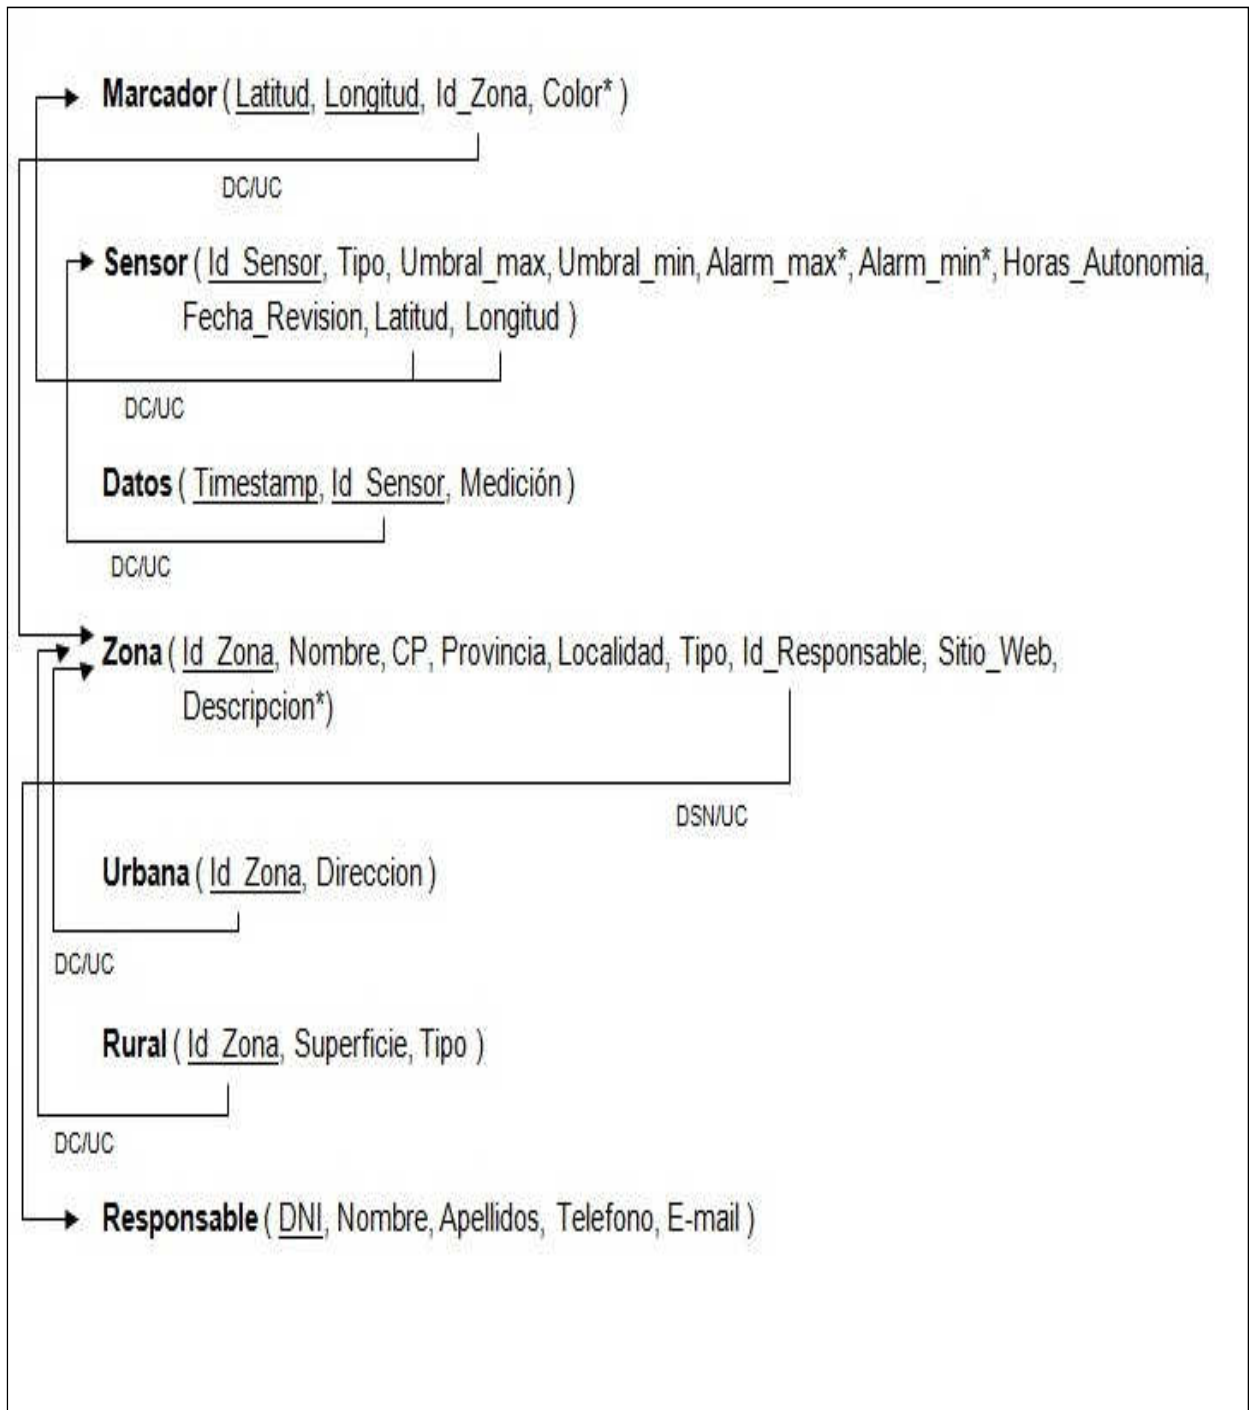 Marcador ( Latitud, Longitud, Id_Zona, Color* )
DC/UC
Sensor ( Id_Sensor, Tipo, Umbral_max, Umbral_min, Alarm_max*, Alarm_min*, Horas_Autonomia,
Fecha_Revision, Latitud, Longitud )
DC/UC
Datos ( Timestamp, Id_Sensor, Medición )
DC/UC
Zona ( Id_Zona, Nombre, CP, Provincia, Localidad, Tipo, Id_Responsable, Sitio_Web,
Descripcion*)
DSN/UC
Urbana ( Id_Zona, Direccion )
DC/UC
Rural ( Id_Zona, Superficie, Tipo )
DC/UC
Responsable ( DNI, Nombre, Apellidos, Telefono, E-mail )